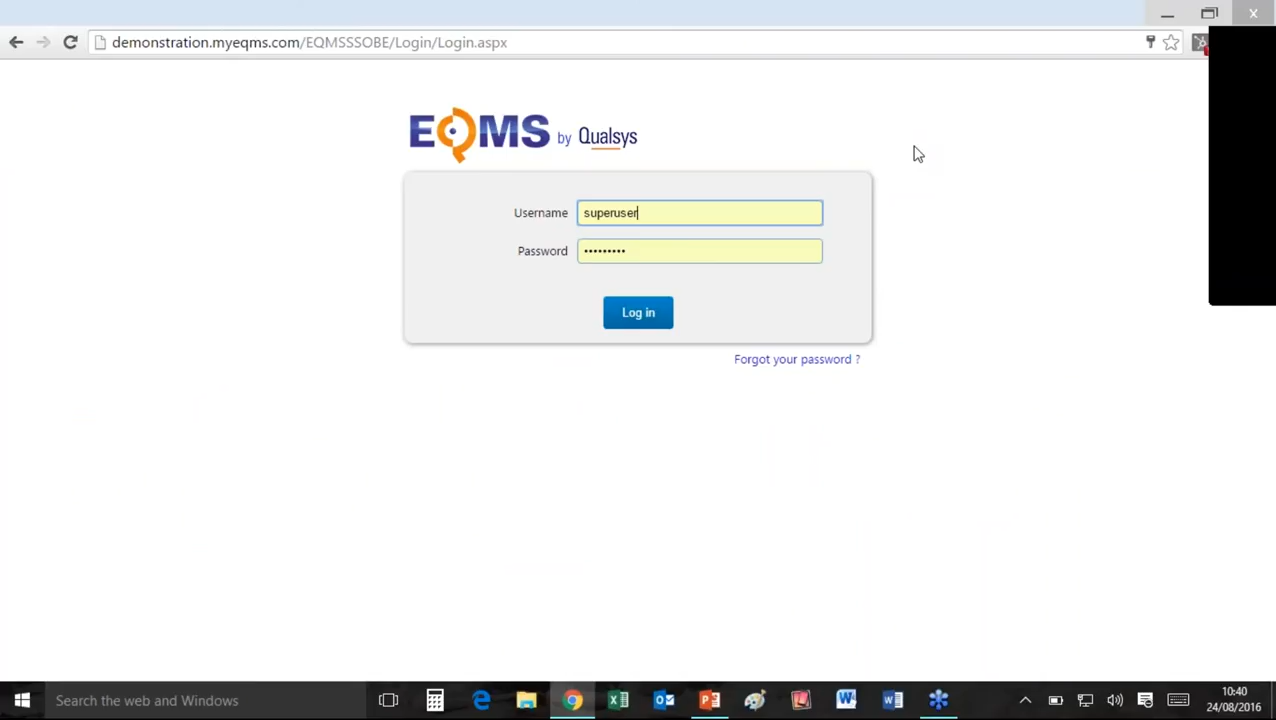 demonstration.myeqms.com/EQMSSSOBE/Login/Login.aspx
EQMS by Qualsys
Username superuser
Password •••••••••
Log in
Forgot your password ?
Search the web and Windows
10:40
24/08/2016